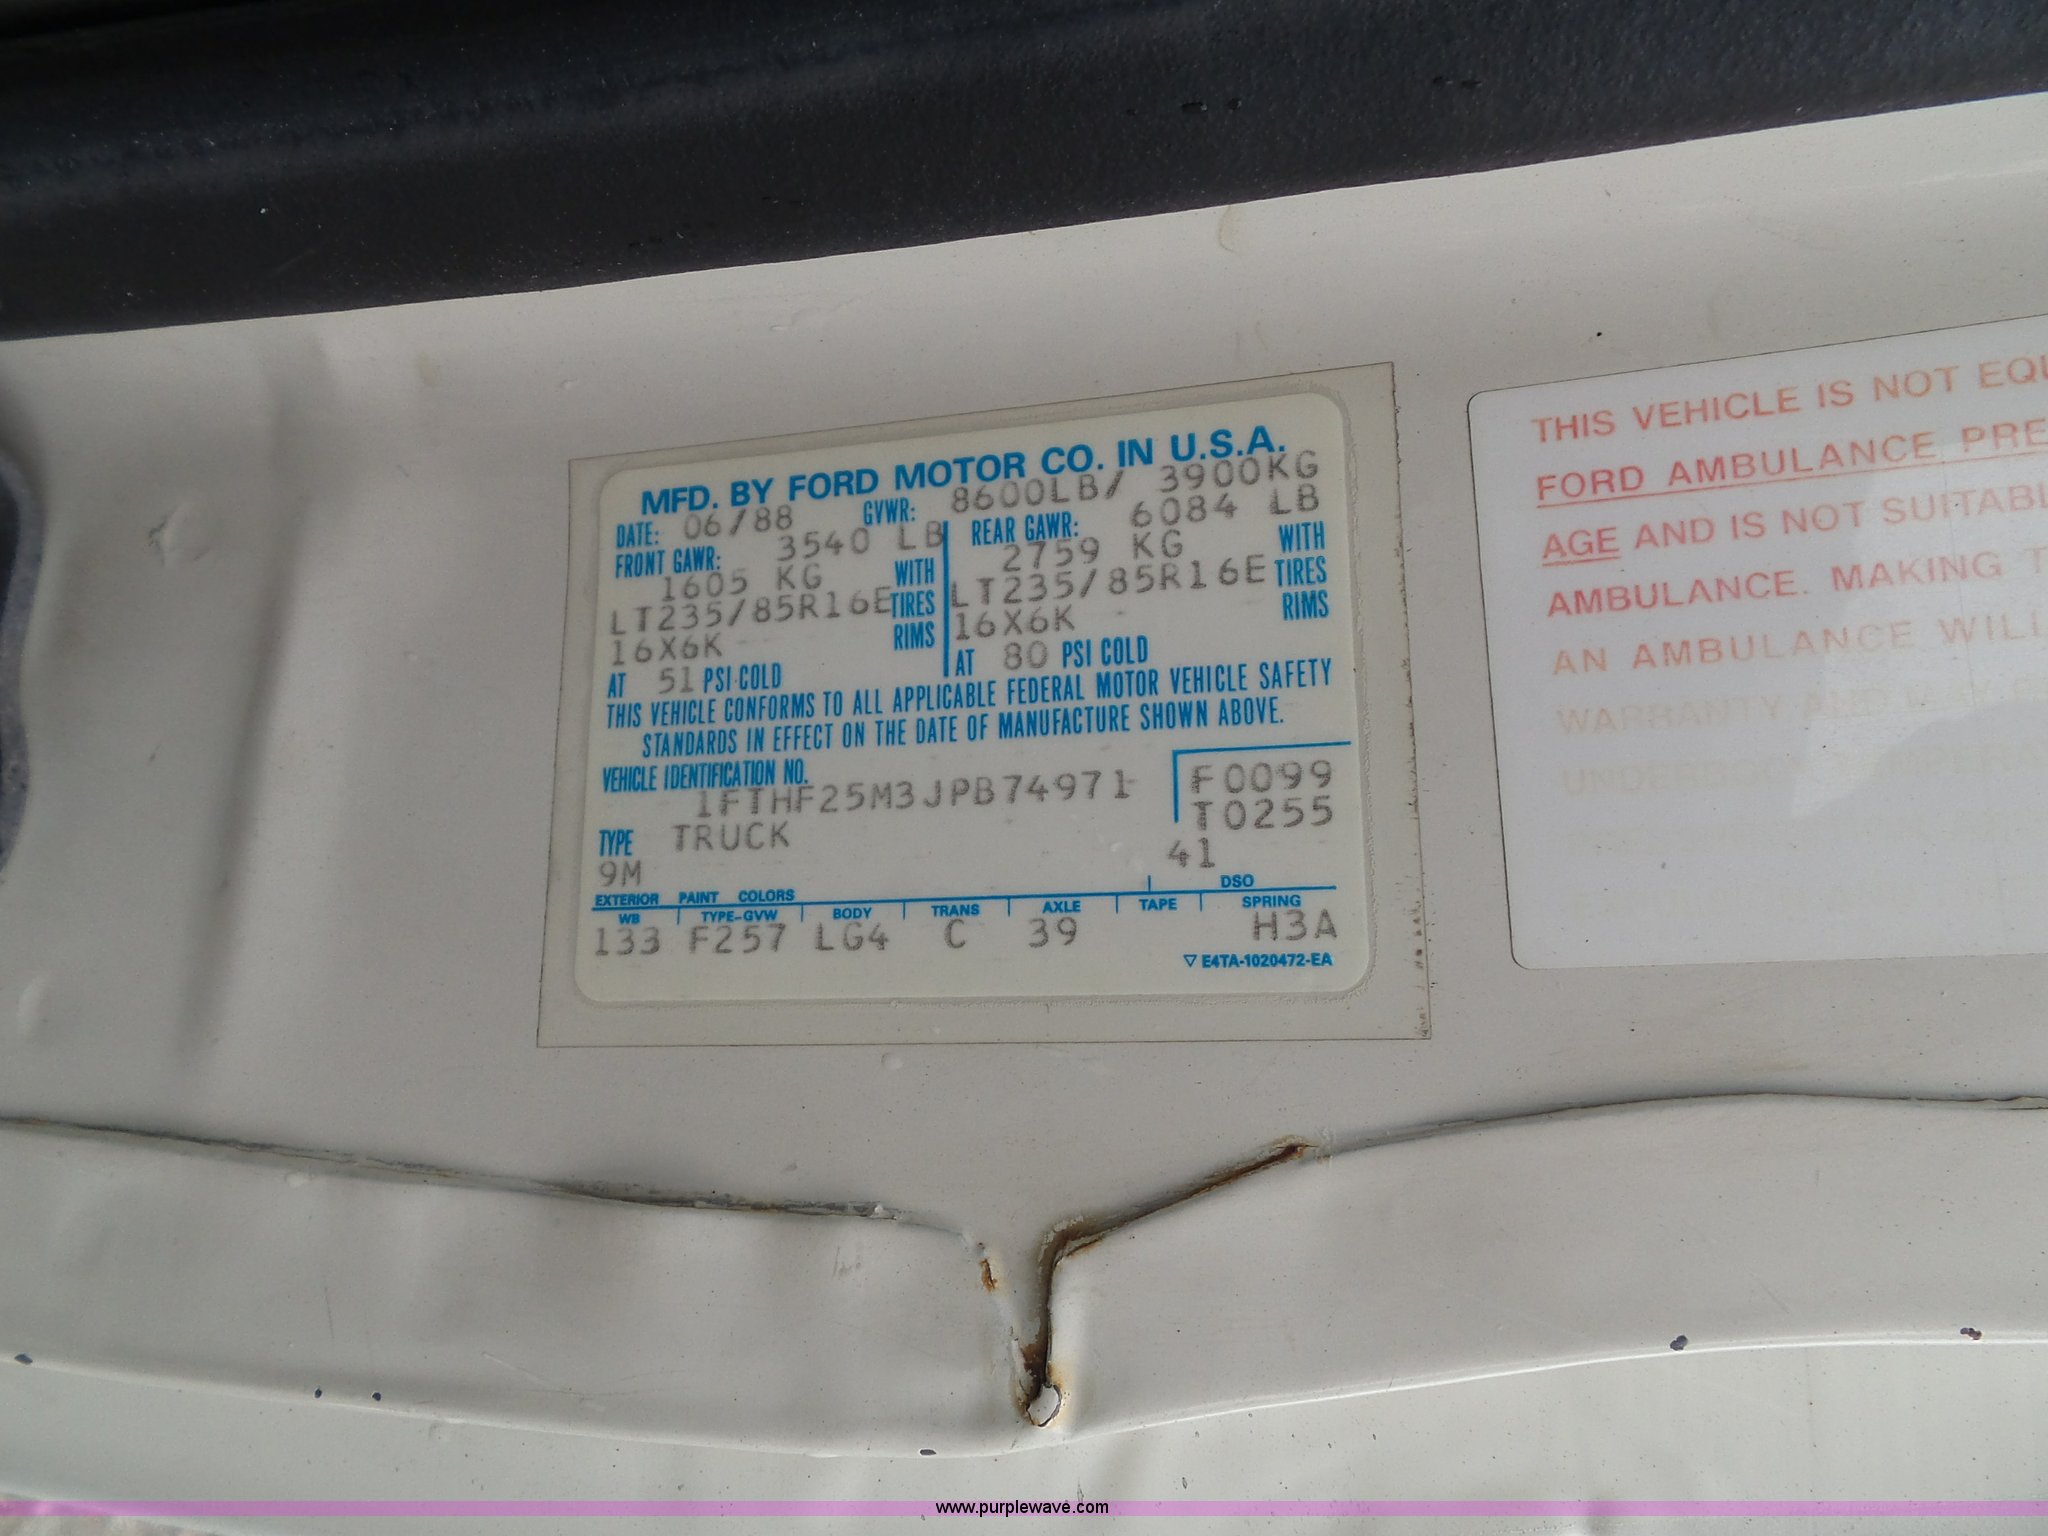 MFD. BY FORD MOTOR CO. IN U.S.A.
DATE: 06/88 GVWR: 8600LB/ 3900KG
FRONT GAWR: 3540 LB REAR GAWR: 6084 LB
1605 KG WITH 2759 KG WITH
LT235/85R16E TIRES LT235/85R16E TIRES
16X6K RIMS 16X6K RIMS
AT 51 PSI COLD AT 80 PSI COLD
THIS VEHICLE CONFORMS TO ALL APPLICABLE FEDERAL MOTOR VEHICLE SAFETY
STANDARDS IN EFFECT ON THE DATE OF MANUFACTURE SHOWN ABOVE.
VEHICLE IDENTIFICATION NO.
1FTHF25M3JPB74971 F0099
T0255
TYPE TRUCK 41
9M
EXTERIOR PAINT COLORS DSO
WB TYPE-GVW BODY TRANS AXLE TAPE SPRING
133 F257 LG4 C 39 H3A
▽ E4TA-1020472-EA
THIS VEHICLE IS NOT
FORD AMBULANCE
AGE AND IS NOT
AMBULANCE. MAKING
AN AMBULANCE WILL
WARRANTY AND
www.purplewave.com